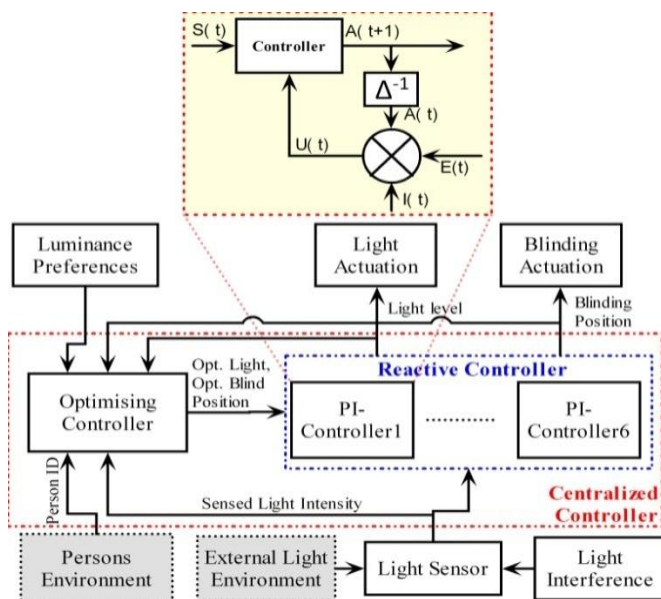 S( t)
Controller
A( t+1)
Δ⁻¹
A( t)
U( t)
E(t)
I( t)
Luminance
Preferences
Light
Actuation
Blinding
Actuation
Light level
Blinding
Position
Opt. Light,
Opt. Blind
Position
Reactive Controller
Optimising
Controller
PI-
Controller1
...........
PI-
Controller6
Person ID
Sensed Light Intensity
Centralized
Controller
Persons
Environment
External Light
Environment
Light Sensor
Light
Interference